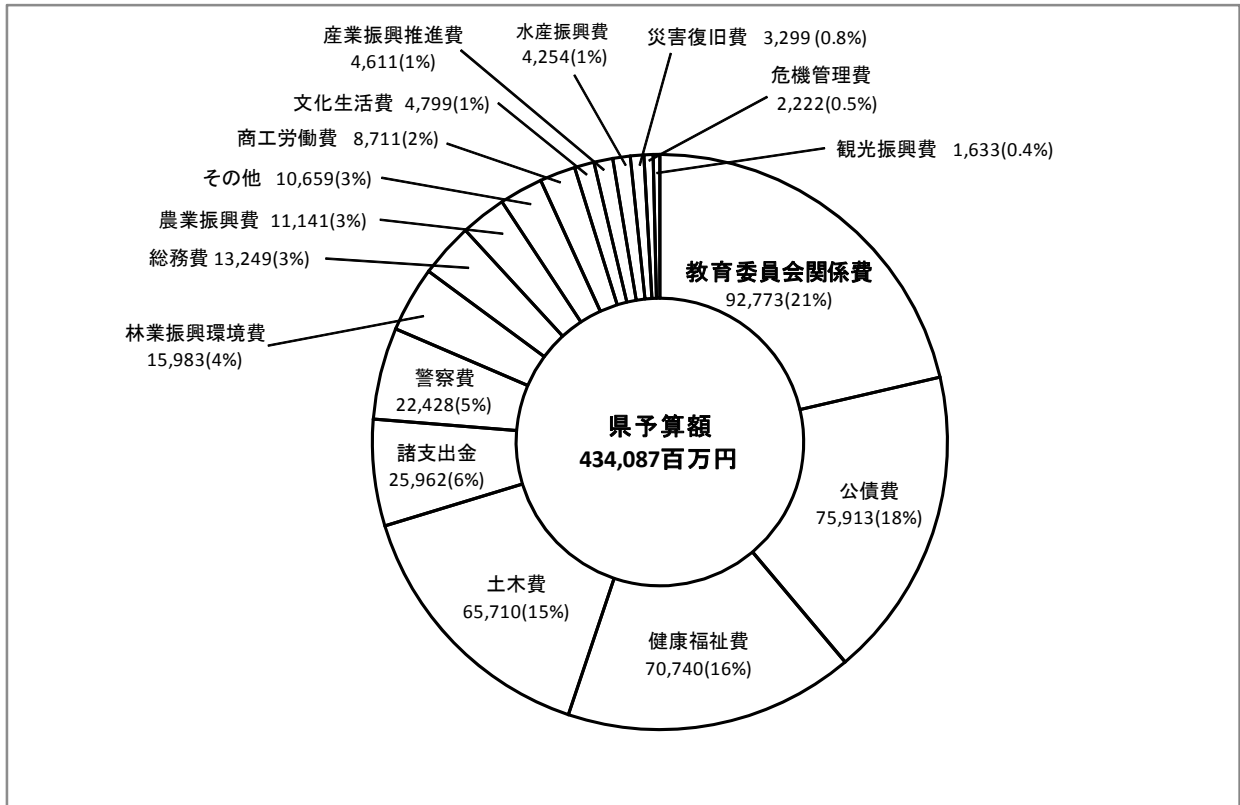 産業振興推進費
4,611(1%)
水産振興費
4,254(1%)
災害復旧費 3,299(0.8%)
危機管理費
2,222(0.5%)
観光振興費 1,633(0.4%)
文化生活費 4,799(1%)
商工労働費 8,711(2%)
その他 10,659(3%)
農業振興費 11,141(3%)
総務費 13,249(3%)
林業振興環境費
15,983(4%)
警察費
22,428(5%)
諸支出金
25,962(6%)
土木費
65,710(15%)
健康福祉費
70,740(16%)
公債費
75,913(18%)
教育委員会関係費
92,773(21%)
県予算額
434,087百万円